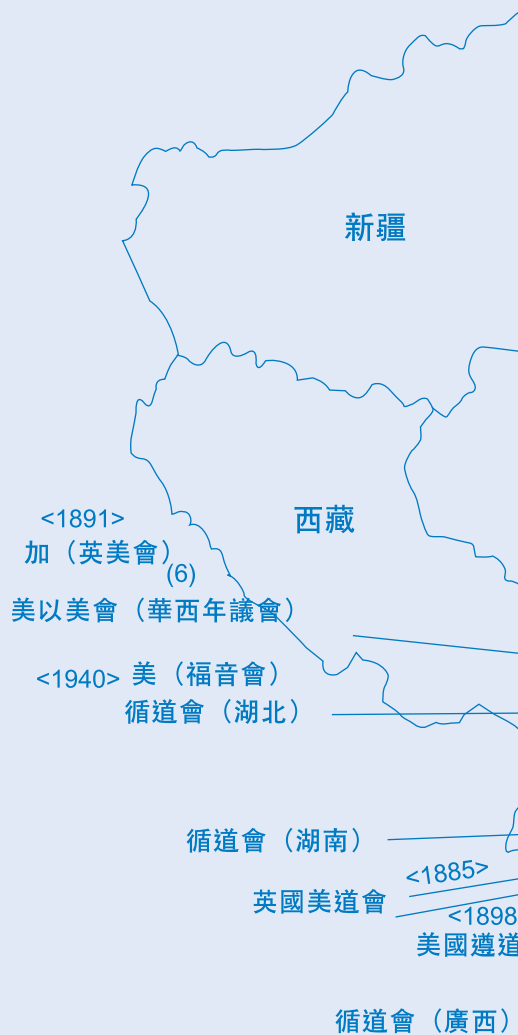 新疆
西藏
<1891>
加（英美會）
(6)
美以美會（華西年議會）
<1940> 美（福音會）
循道會（湖北）
循道會（湖南）
<1885>
英國美道會
<1898
美國遵道
循道會（廣西）